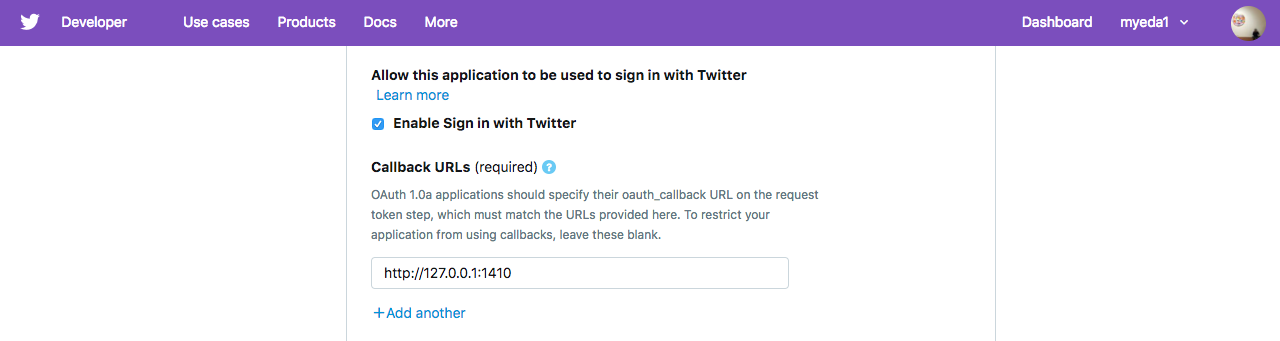 Developer Use cases Products Docs More Dashboard myeda1
Allow this application to be used to sign in with Twitter
Learn more
Enable Sign in with Twitter
Callback URLs (required) ?
OAuth 1.0a applications should specify their oauth_callback URL on the request
token step, which must match the URLs provided here. To restrict your
application from using callbacks, leave these blank.
http://127.0.0.1:1410
+Add another